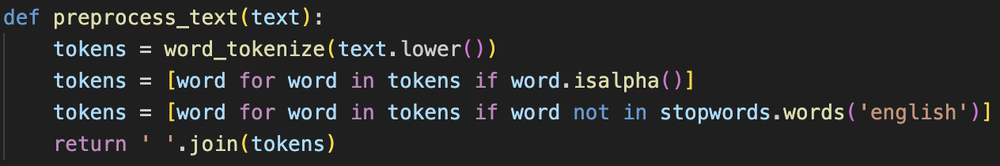 def preprocess_text(text):
    tokens = word_tokenize(text.lower())
    tokens = [word for word in tokens if word.isalpha()]
    tokens = [word for word in tokens if word not in stopwords.words('english')]
    return ' '.join(tokens)